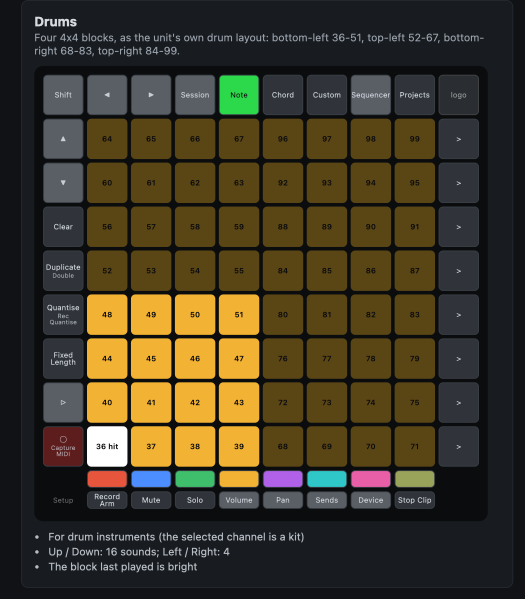 Drums
Four 4x4 blocks, as the unit's own drum layout: bottom-left 36-51, top-left 52-67, bottom-
right 68-83, top-right 84-99.
Shift ◄ ► Session Note Chord Custom Sequencer Projects logo
▲ 64 65 66 67 96 97 98 99 >
▼ 60 61 62 63 92 93 94 95 >
Clear 56 57 58 59 88 89 90 91 >
Duplicate
Double
52 53 54 55 84 85 86 87 >
Quantise
Rec
Quantise
48 49 50 51 80 81 82 83 >
Fixed
Length
44 45 46 47 76 77 78 79 >
▷ 40 41 42 43 72 73 74 75 >
○
Capture
MIDI
36 hit 37 38 39 68 69 70 71 >
Setup
Record
Arm
Mute Solo Volume Pan Sends Device Stop Clip
• For drum instruments (the selected channel is a kit)
• Up / Down: 16 sounds; Left / Right: 4
• The block last played is bright